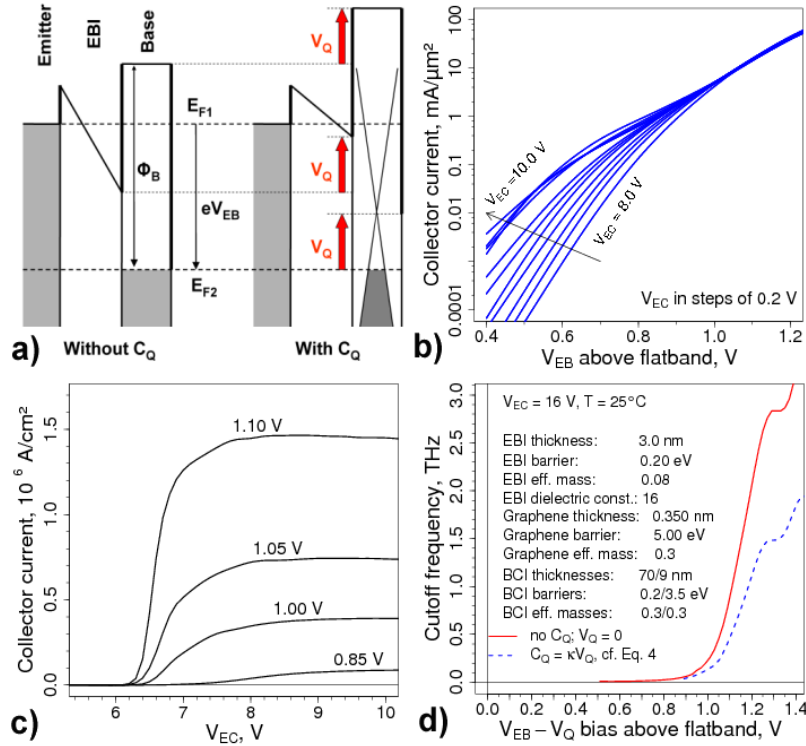 Emitter
EBI
Base
V_Q
E_F1
V_Q
Φ_B
eV_EB
V_Q
V_Q
E_F2
a)
Without C_Q
With C_Q
Collector current, mA/µm²
100
10
1
0.1
0.01
0.0001
V_EC =10.0 V
V_EC =8.0 V
V_EC in steps of 0.2 V
0.4
0.6
0.8
1.0
1.2
b)
V_EB above flatband, V
Collector current, 10⁶ A/cm²
1.5
1.0
0.5
0.0
1.10 V
1.05 V
1.00 V
0.85 V
6
7
8
9
10
c)
V_EC, V
Cutoff frequency, THz
3.0
2.5
2.0
1.5
1.0
0.5
0.0
V_EC = 16 V, T = 25°C
EBI thickness: 3.0 nm
EBI barrier: 0.20 eV
EBI eff. mass: 0.08
EBI dielectric const.: 16
Graphene thickness: 0.350 nm
Graphene barrier: 5.00 eV
Graphene eff. mass: 0.3
BCI thicknesses: 70/9 nm
BCI barriers: 0.2/3.5 eV
BCI eff. masses: 0.3/0.3
no C_Q; V_Q = 0
C_Q = κV_Q, cf. Eq. 4
0.0
0.2
0.4
0.6
0.8
1.0
1.2
1.4
d)
V_EB − V_Q bias above flatband, V